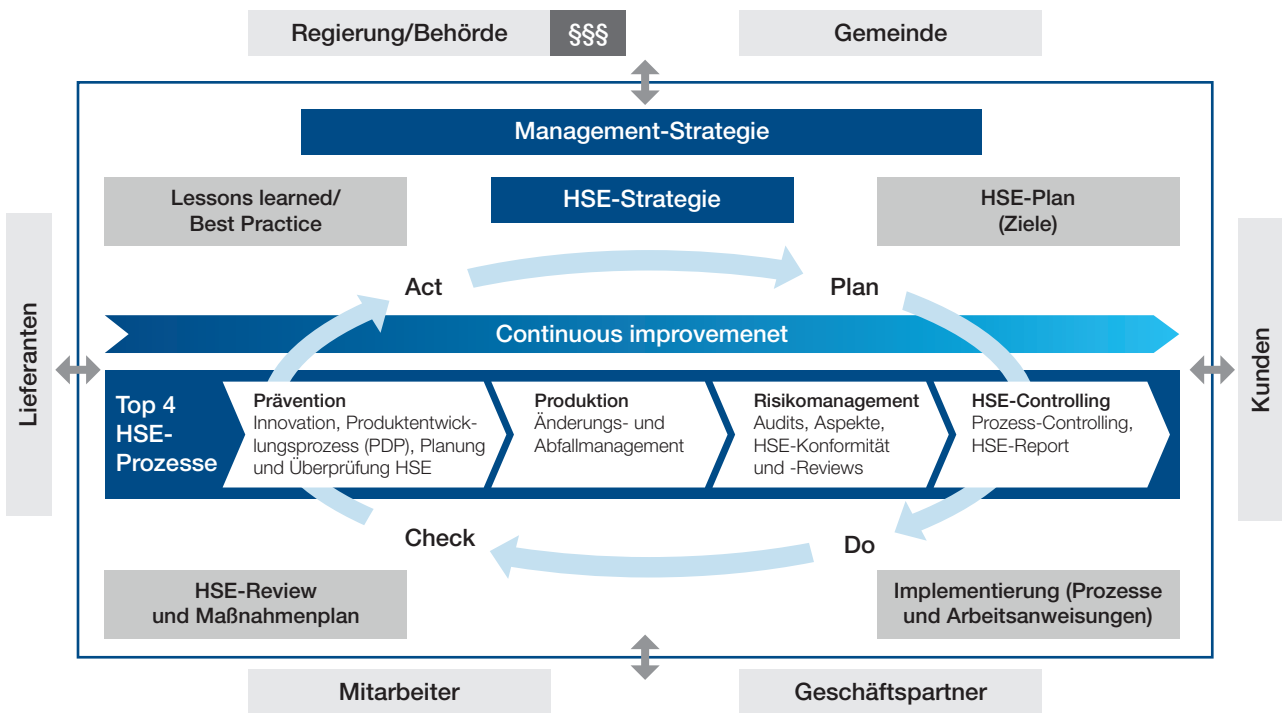 Regierung/Behörde
§§§
Gemeinde
Management-Strategie
Lessons learned/
Best Practice
HSE-Strategie
HSE-Plan
(Ziele)
Act
Plan
Lieferanten
Kunden
Continuous improvemenet
Top 4
HSE-
Prozesse
Prävention
Innovation, Produktentwick-
lungsprozess (PDP), Planung
und Überprüfung HSE
Produktion
Änderungs- und
Abfallmanagement
Risikomanagement
Audits, Aspekte,
HSE-Konformität
und -Reviews
HSE-Controlling
Prozess-Controlling,
HSE-Report
Check
Do
HSE-Review
und Maßnahmenplan
Implementierung (Prozesse
und Arbeitsanweisungen)
Mitarbeiter
Geschäftspartner